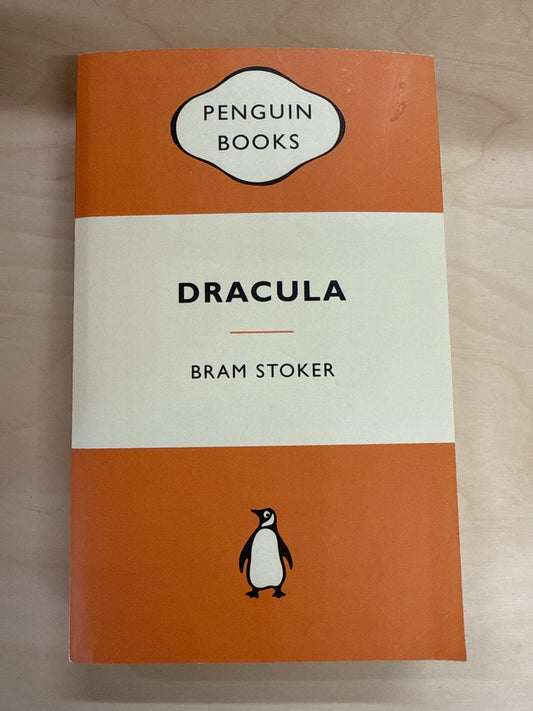 PENGUIN
BOOKS
DRACULA
BRAM STOKER